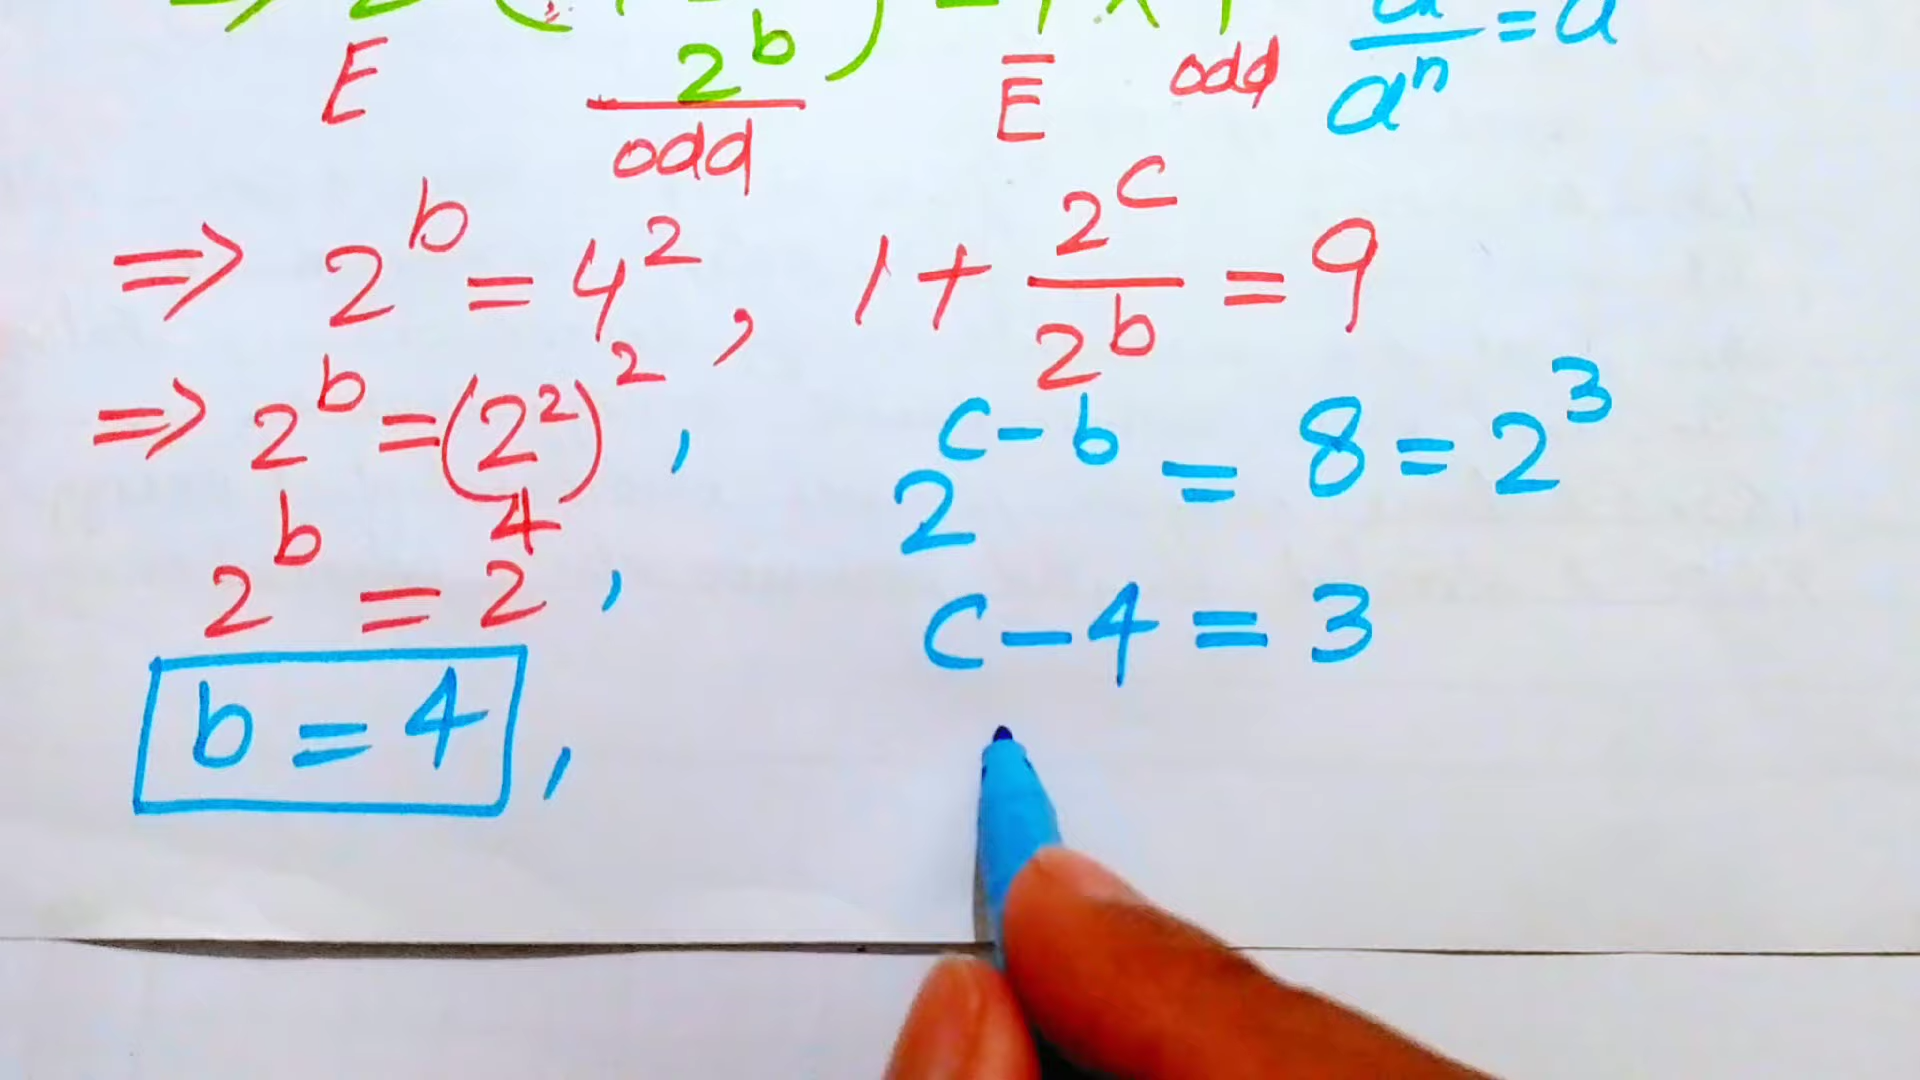 2^b
E odd E odd a^n = a
=> 2^b = 4^2, 1 + 2^c/2^b = 9
=> 2^b = (2^2)^2, 2^(c-b) = 8 = 2^3
2^b = 2^4, c - 4 = 3
b = 4,